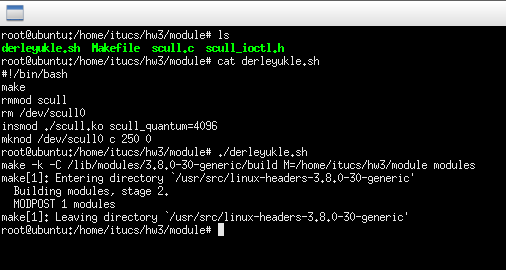 root@ubuntu:/home/itucs/hw3/module# ls
derleyukle.sh  Makefile  scull.c  scull_ioctl.h
root@ubuntu:/home/itucs/hw3/module# cat derleyukle.sh
#!/bin/bash
make
rmmod scull
rm /dev/scull0
insmod ./scull.ko scull_quantum=4096
mknod /dev/scull0 c 250 0
root@ubuntu:/home/itucs/hw3/module# ./derleyukle.sh
make -k -C /lib/modules/3.8.0-30-generic/build M=/home/itucs/hw3/module modules
make[1]: Entering directory `/usr/src/linux-headers-3.8.0-30-generic'
  Building modules, stage 2.
  MODPOST 1 modules
make[1]: Leaving directory `/usr/src/linux-headers-3.8.0-30-generic'
root@ubuntu:/home/itucs/hw3/module#